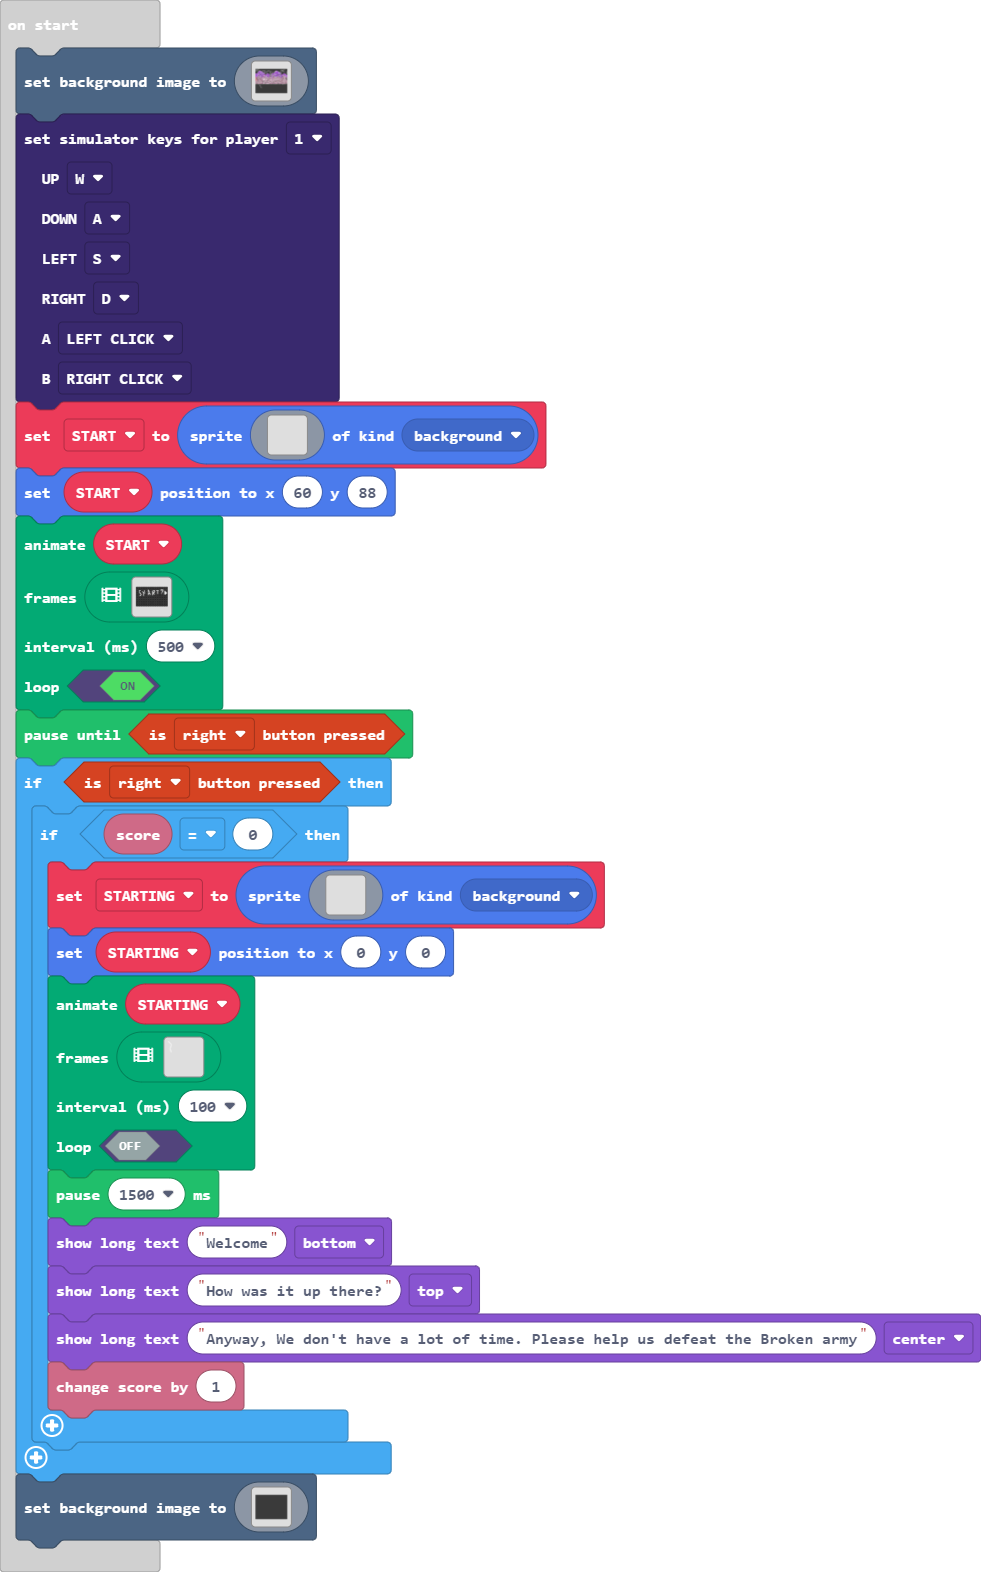 on start
set background image to
set simulator keys for player 1
UP W
DOWN A
LEFT S
RIGHT D
A LEFT CLICK
B RIGHT CLICK
set START to sprite of kind background
set START position to x 60 y 88
animate START
frames
interval (ms) 500
loop ON
pause until is right button pressed
if is right button pressed then
if score = 0 then
set STARTING to sprite of kind background
set STARTING position to x 0 y 0
animate STARTING
frames
interval (ms) 100
loop OFF
pause 1500 ms
show long text "Welcome" bottom
show long text "How was it up there?" top
show long text "Anyway, We don't have a lot of time. Please help us defeat the Broken army" center
change score by 1
set background image to